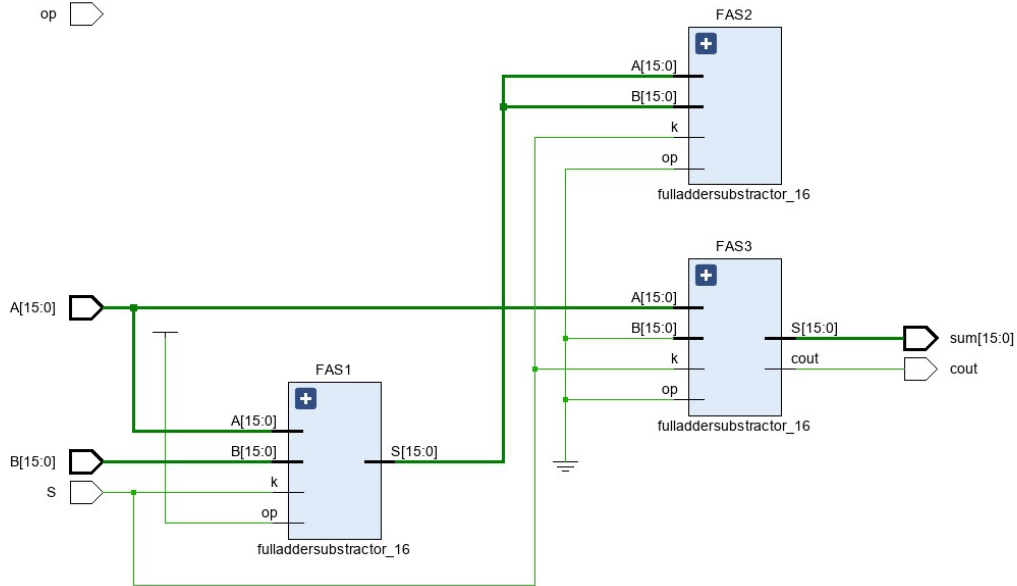 op
FAS2
A[15:0]
B[15:0]
k
op
fulladdersubstractor_16
FAS3
A[15:0]
A[15:0]
B[15:0]
S[15:0]
sum[15:0]
k
cout
cout
op
fulladdersubstractor_16
FAS1
A[15:0]
B[15:0]
B[15:0]
S[15:0]
S
k
op
fulladdersubstractor_16